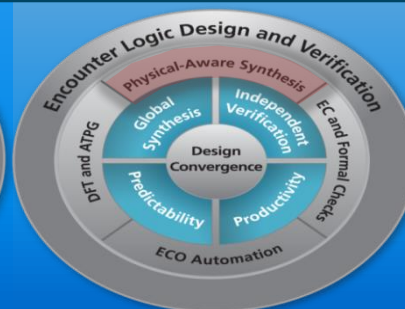 Encounter Logic Design and Verification
Physical-Aware Synthesis
DFT and ATPG
EC and Formal Checks
Global
Synthesis
Independent
Verification
Design
Convergence
Predictability
Productivity
ECO Automation